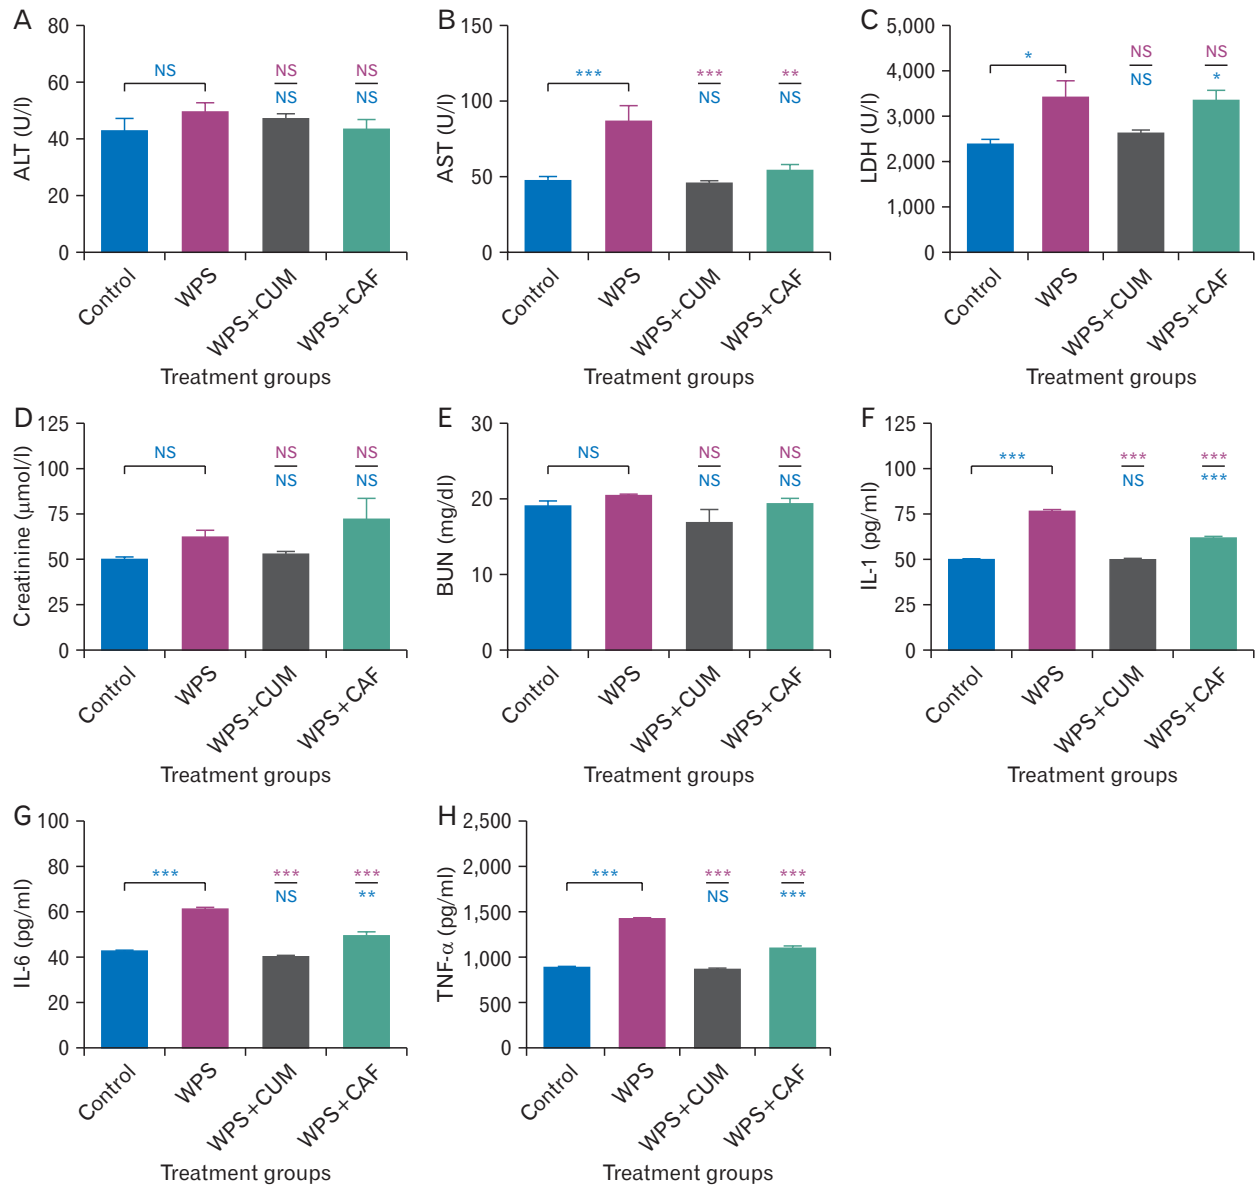 A
80
60
40
20
0
ALT (U/l)
NS
NS
NS
NS
NS
Control
WPS
WPS+CUM
WPS+CAF
Treatment groups
B
150
100
50
0
AST (U/l)
***
***
NS
**
NS
Control
WPS
WPS+CUM
WPS+CAF
Treatment groups
C
5,000
4,000
3,000
2,000
1,000
0
LDH (U/l)
*
NS
NS
NS
*
Control
WPS
WPS+CUM
WPS+CAF
Treatment groups
D
125
100
75
50
25
0
Creatinine (μmol/l)
NS
NS
NS
NS
NS
Control
WPS
WPS+CUM
WPS+CAF
Treatment groups
E
30
20
10
0
BUN (mg/dl)
NS
NS
NS
NS
NS
Control
WPS
WPS+CUM
WPS+CAF
Treatment groups
F
125
100
75
50
25
0
IL-1 (pg/ml)
***
***
NS
***
***
Control
WPS
WPS+CUM
WPS+CAF
Treatment groups
G
100
80
60
40
20
0
IL-6 (pg/ml)
***
***
NS
***
**
Control
WPS
WPS+CUM
WPS+CAF
Treatment groups
H
2,500
2,000
1,500
1,000
500
0
TNF-α (pg/ml)
***
***
NS
***
***
Control
WPS
WPS+CUM
WPS+CAF
Treatment groups